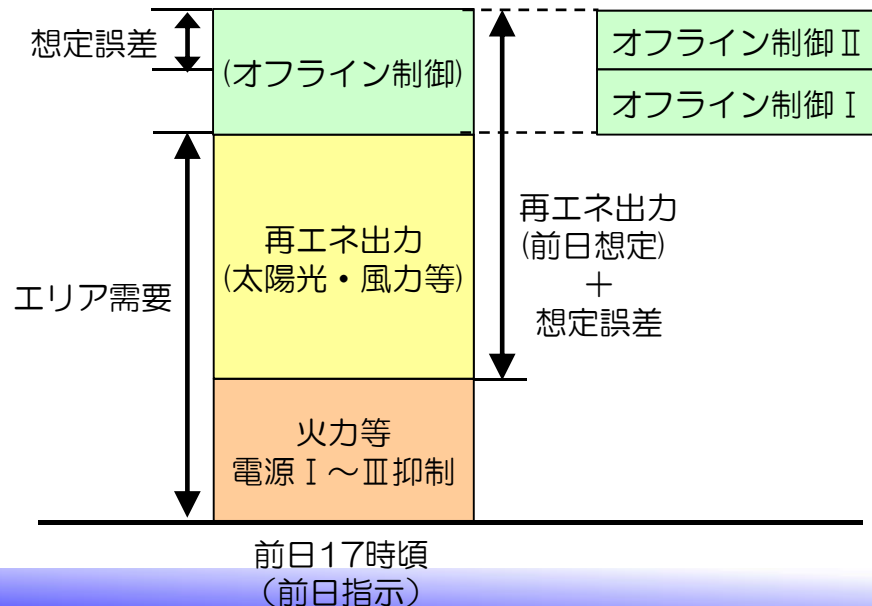 想定誤差
(オフライン制御)
オフライン制御Ⅱ
オフライン制御Ⅰ
エリア需要
再エネ出力
(太陽光・風力等)
再エネ出力
(前日想定)
＋
想定誤差
火力等
電源Ⅰ～Ⅲ抑制
前日17時頃
（前日指示）